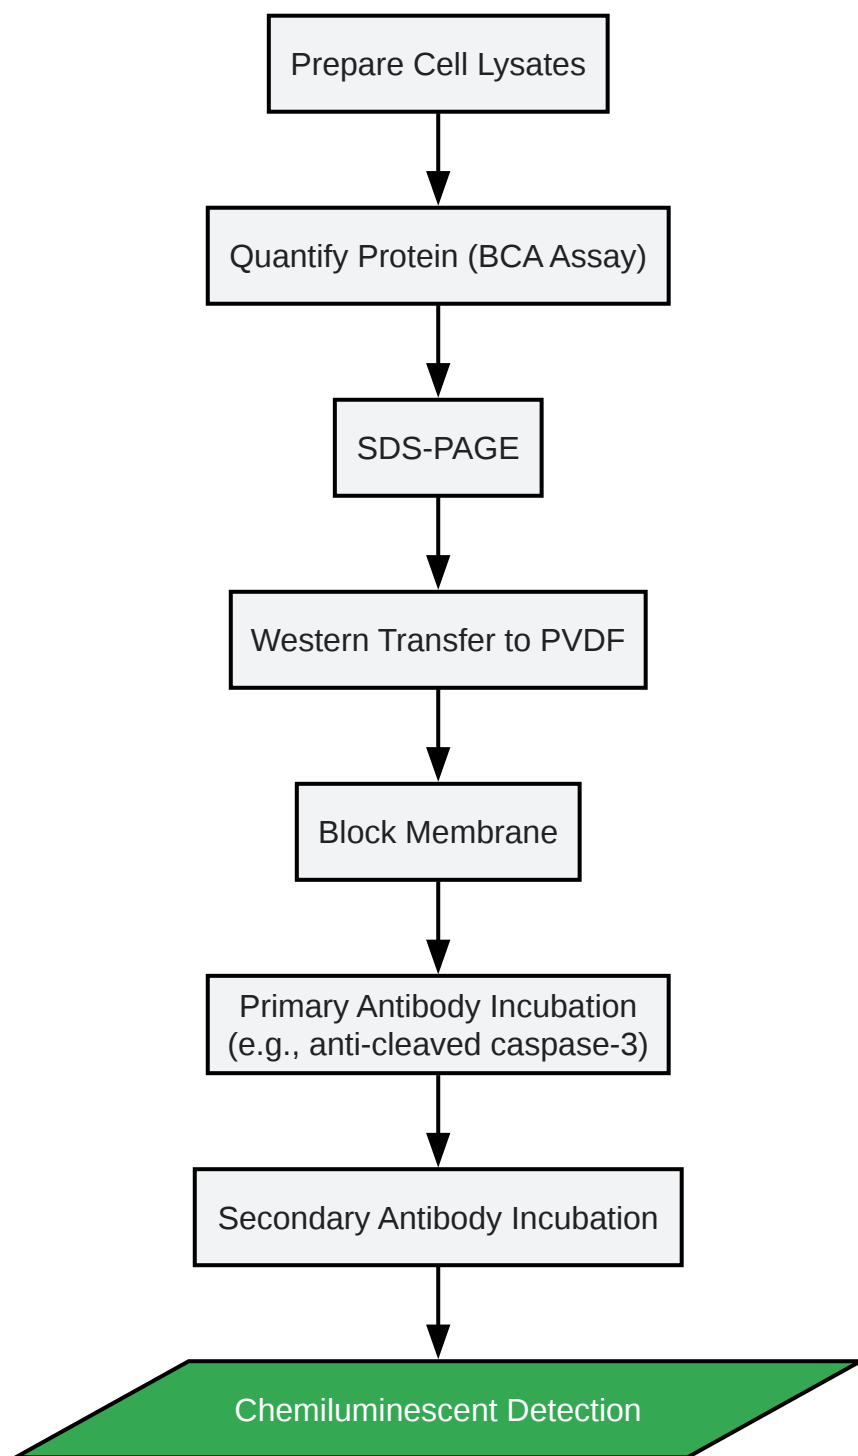 Prepare Cell Lysates
Quantify Protein (BCA Assay)
SDS-PAGE
Western Transfer to PVDF
Block Membrane
Primary Antibody Incubation
(e.g., anti-cleaved caspase-3)
Secondary Antibody Incubation
Chemiluminescent Detection